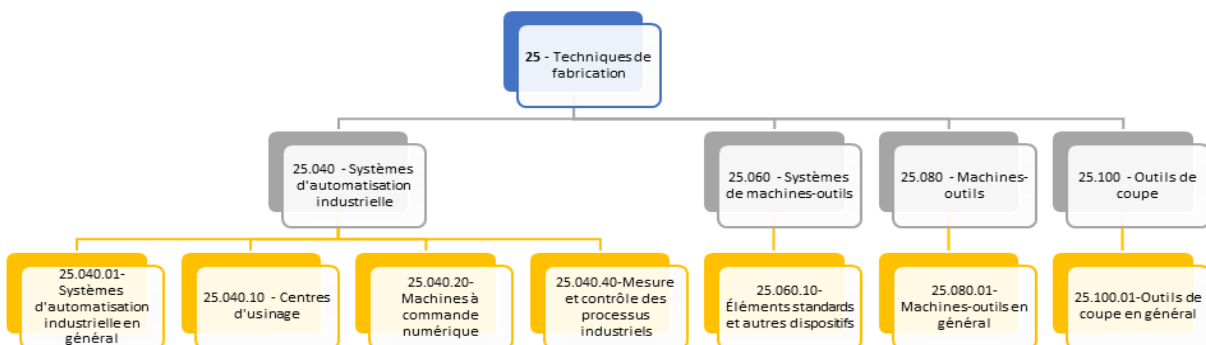 25 - Techniques de
fabrication
25.040 - Systèmes
d'automatisation
industrielle
25.060 - Systèmes
de machines-outils
25.080 - Machines-
outils
25.100 - Outils de
coupe
25.040.01-
Systèmes
d'automatisation
industrielle en
général
25.040.10 - Centres
d'usinage
25.040.20-
Machines à
commande
numérique
25.040.40-Mesure
et contrôle des
processus
industriels
25.060.10-
Éléments standards
et autres dispositifs
25.080.01-
Machines-outils en
général
25.100.01-Outils de
coupe en général